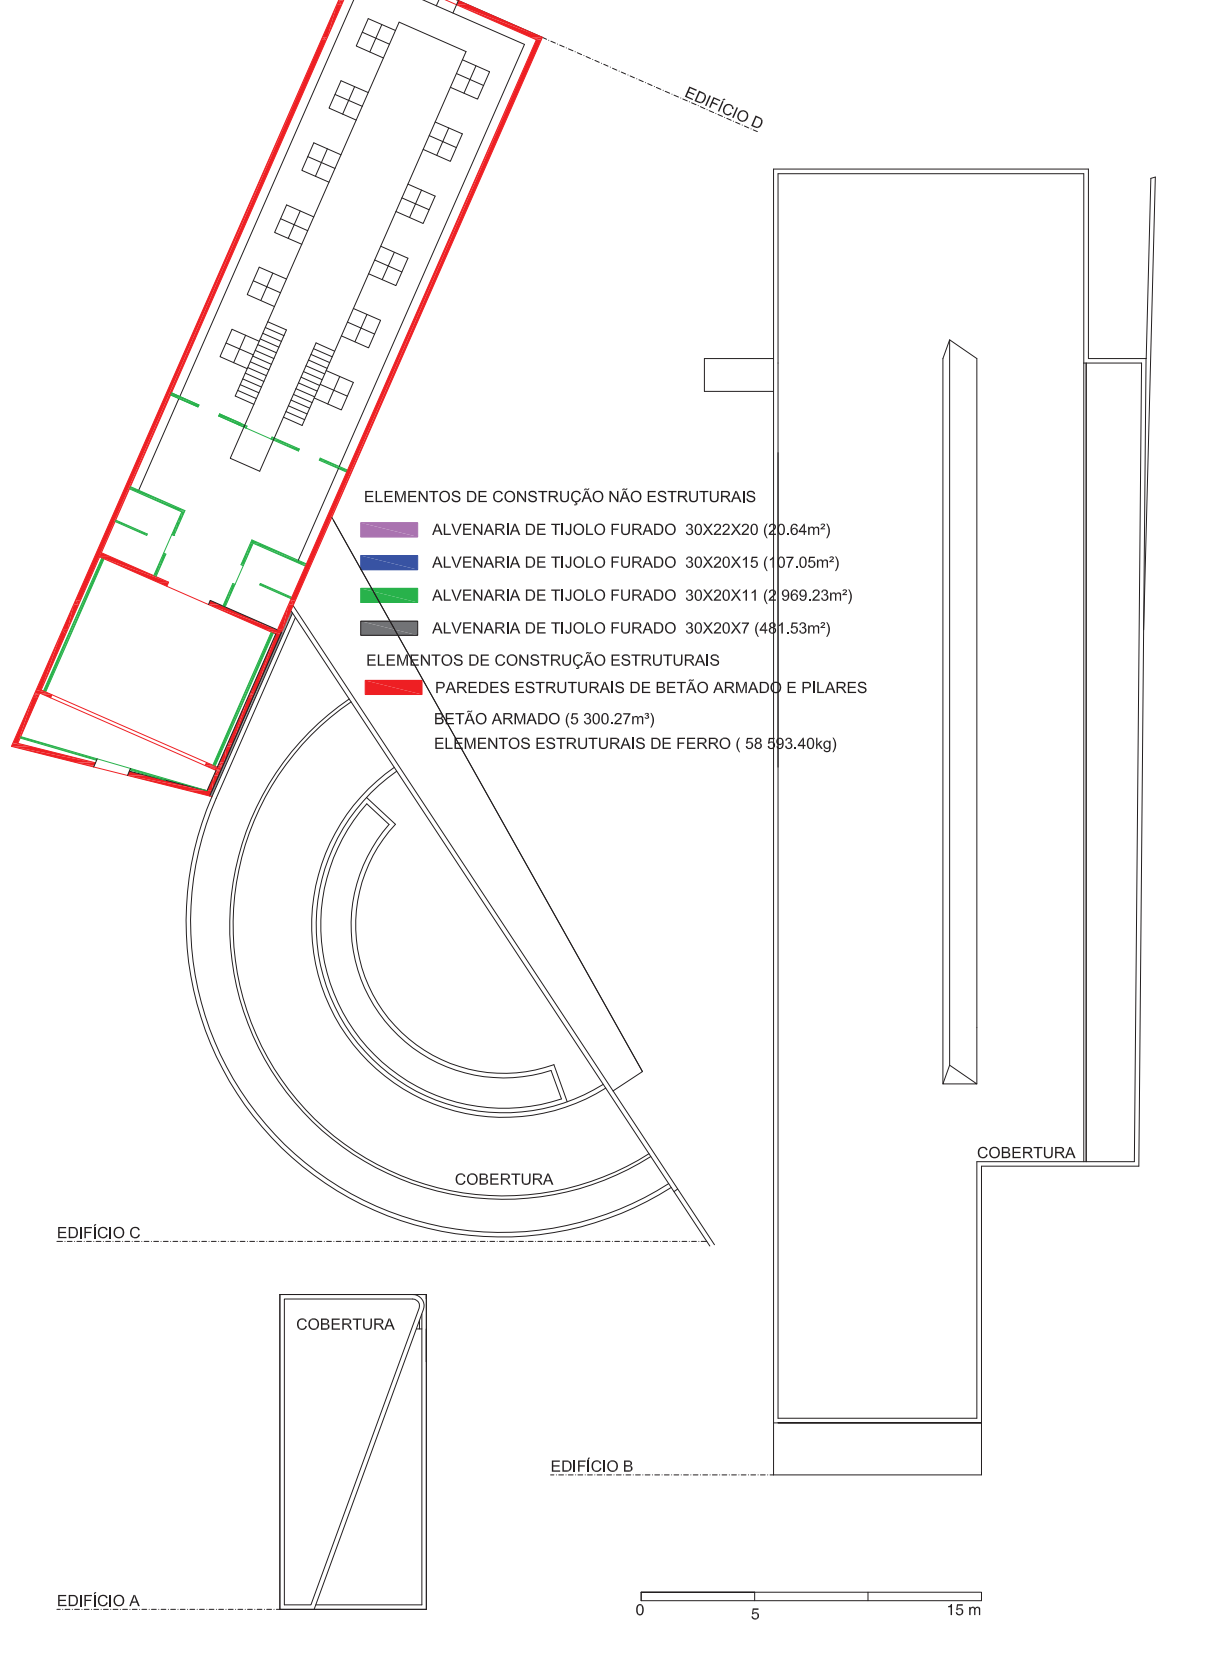 EDIFÍCIO D
ELEMENTOS DE CONSTRUÇÃO NÃO ESTRUTURAIS
ALVENARIA DE TIJOLO FURADO 30X22X20 (20.64m²)
ALVENARIA DE TIJOLO FURADO 30X20X15 (107.05m²)
ALVENARIA DE TIJOLO FURADO 30X20X11 (2 969.23m²)
ALVENARIA DE TIJOLO FURADO 30X20X7 (481.53m²)
ELEMENTOS DE CONSTRUÇÃO ESTRUTURAIS
PAREDES ESTRUTURAIS DE BETÃO ARMADO E PILARES
BETÃO ARMADO (5 300.27m³)
ELEMENTOS ESTRUTURAIS DE FERRO ( 58 593.40kg)
COBERTURA
COBERTURA
EDIFÍCIO C
COBERTURA
EDIFÍCIO B
EDIFÍCIO A
0
5
15 m